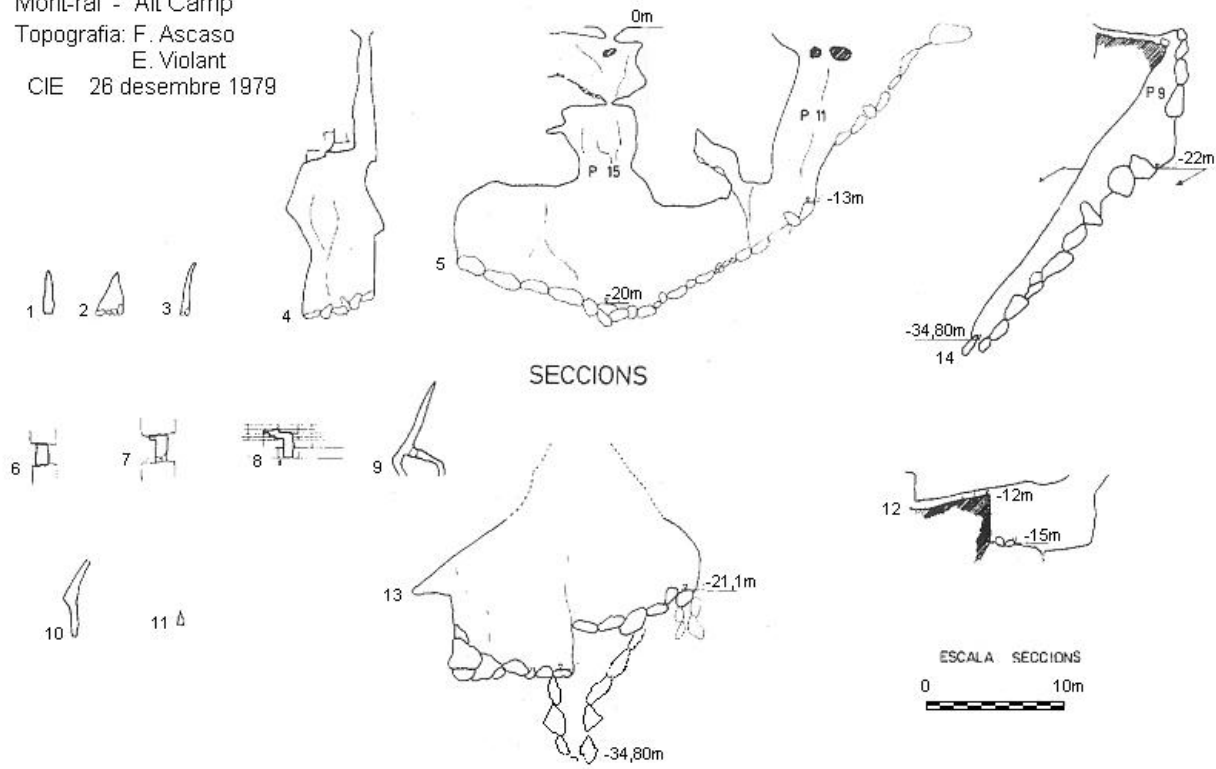 Mont-ral - Alt Camp
Topografia: F. Ascaso
E. Violant
CIE 26 desembre 1979
0m
P 15
P 11
P 9
-13m
-22m
-20m
-34,80m
1
2
3
4
5
14
SECCIONS
6
7
8
9
12
-12m
-15m
10
11
13
-21,1m
-34,80m
ESCALA SECCIONS
0 10m